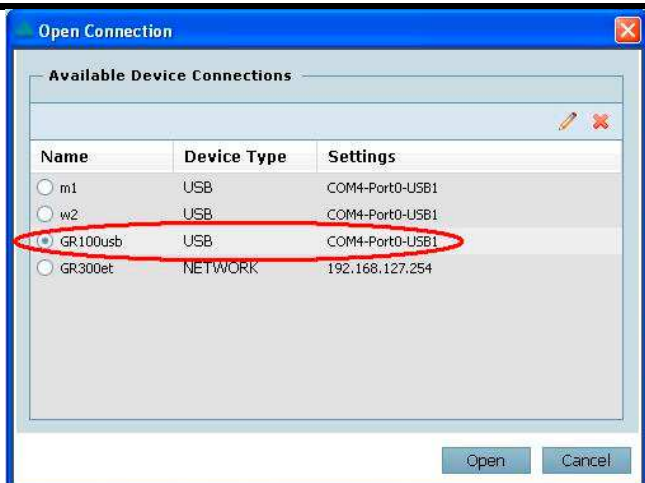 Open Connection
Available Device Connections
Name Device Type Settings
m1 USB COM4-Port0-USB1
w2 USB COM4-Port0-USB1
GR100usb USB COM4-Port0-USB1
GR300et NETWORK 192.168.127.254
Open Cancel